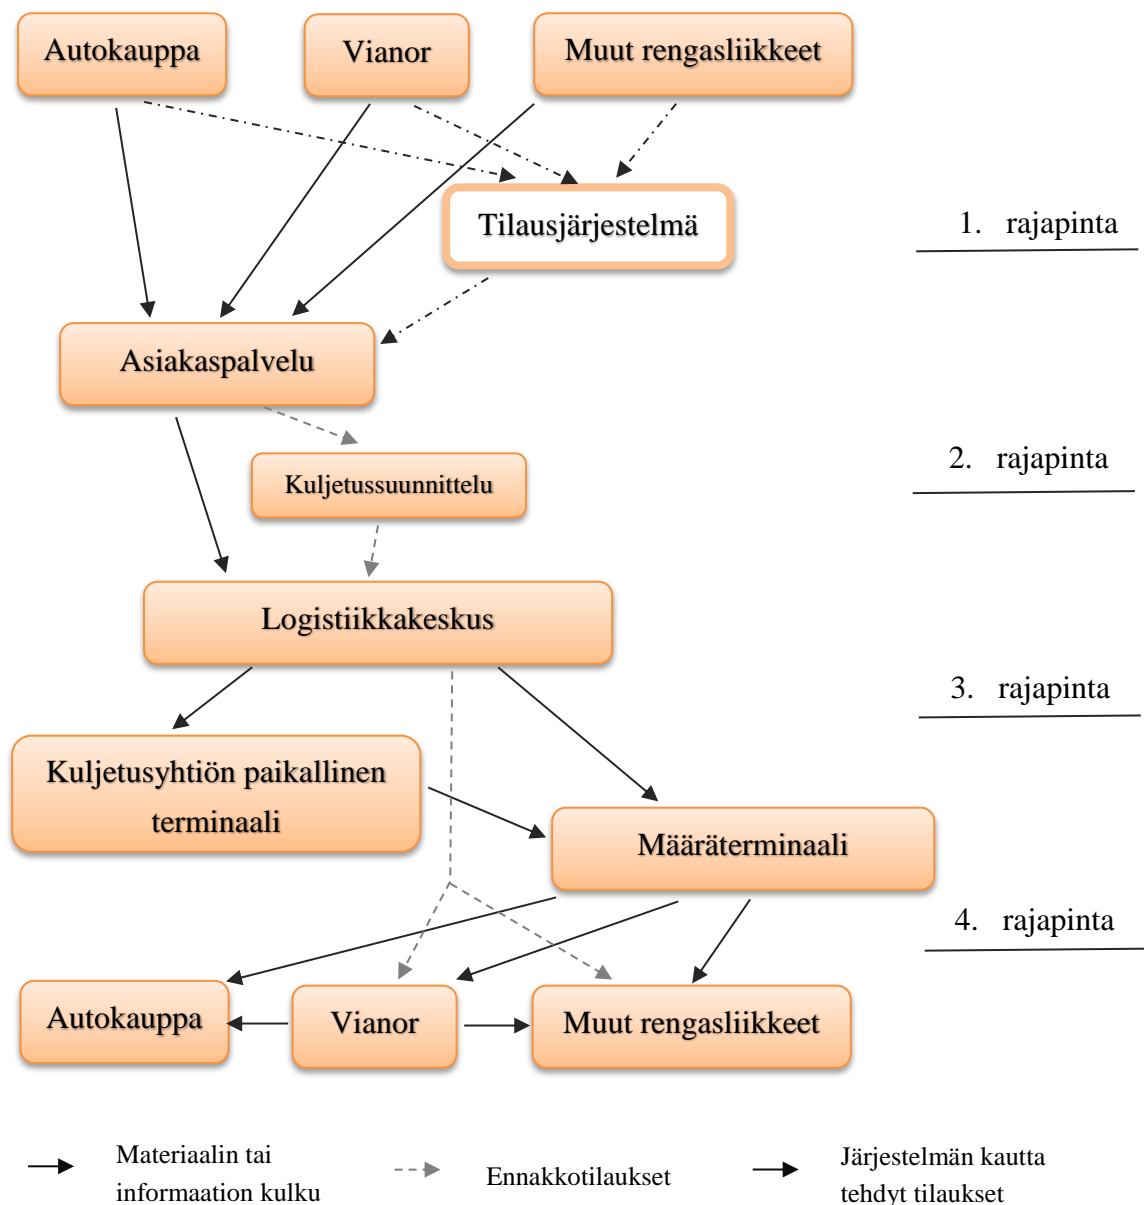 Autokauppa
Vianor
Muut rengasliikkeet
Tilausjärjestelmä
1. rajapinta
Asiakaspalvelu
2. rajapinta
Kuljetussuunnittelu
Logistiikkakeskus
3. rajapinta
Kuljetusyhtiön paikallinen
terminaali
Määräterminaali
4. rajapinta
Autokauppa
Vianor
Muut rengasliikkeet
Materiaalin tai
informaation kulku
Ennakkotilaukset
Järjestelmän kautta
tehdyt tilaukset